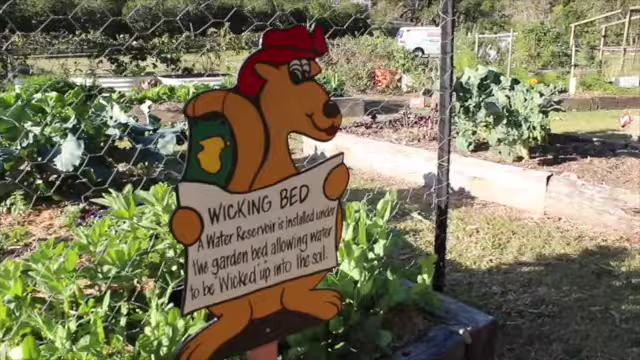 WICKING BED
A Water Reservoir is installed under
the garden bed allowing water
to be "Wicked" up into the soil.